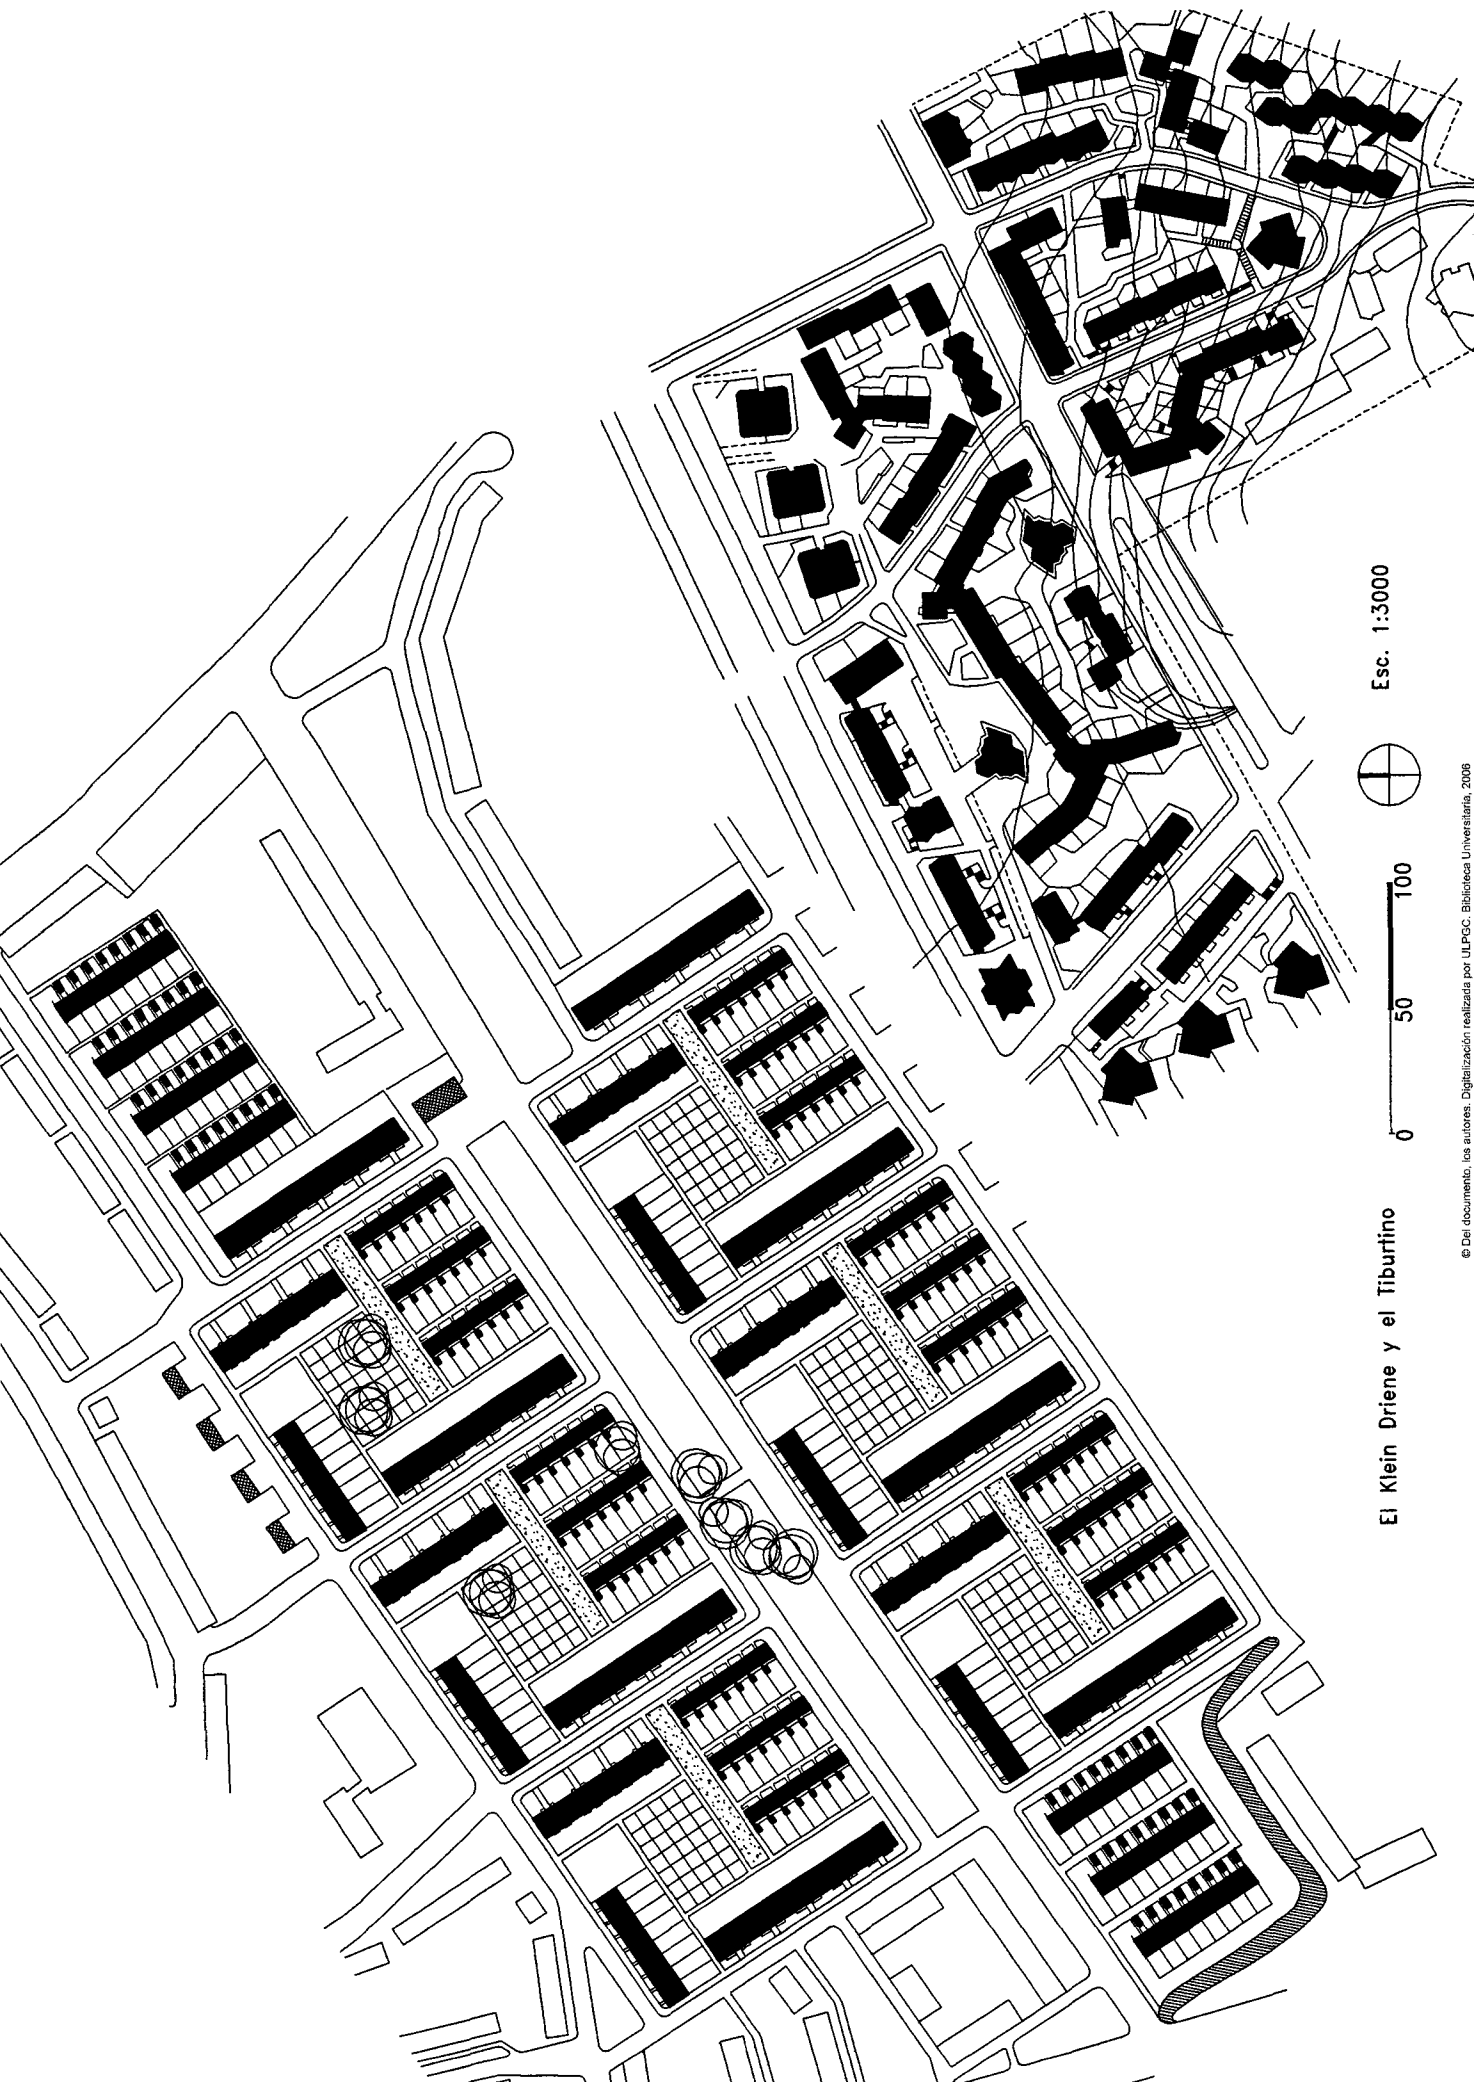 El Klein Driene y el Tiburtino
0 50 100
Esc. 1:3000
© Del documento, los autores. Digitalización realizada por ULPGC. Biblioteca Universitaria, 2006